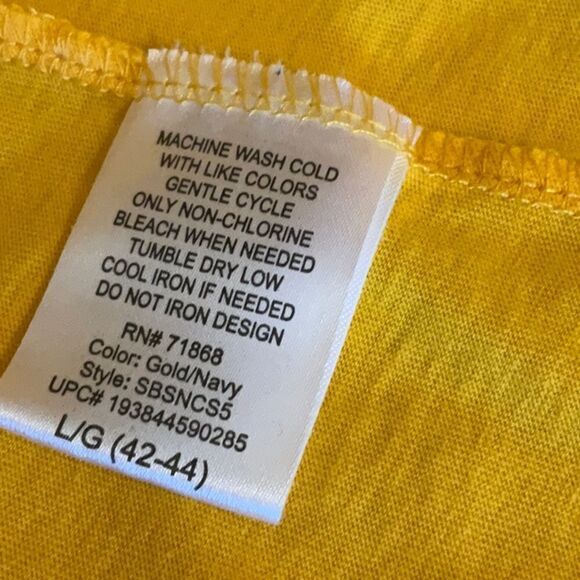 MACHINE WASH COLD
WITH LIKE COLORS
GENTLE CYCLE
ONLY NON-CHLORINE
BLEACH WHEN NEEDED
TUMBLE DRY LOW
COOL IRON IF NEEDED
DO NOT IRON DESIGN
RN# 71868
Color: Gold/Navy
Style: SBSNCS5
UPC# 193844590285
L/G (42-44)